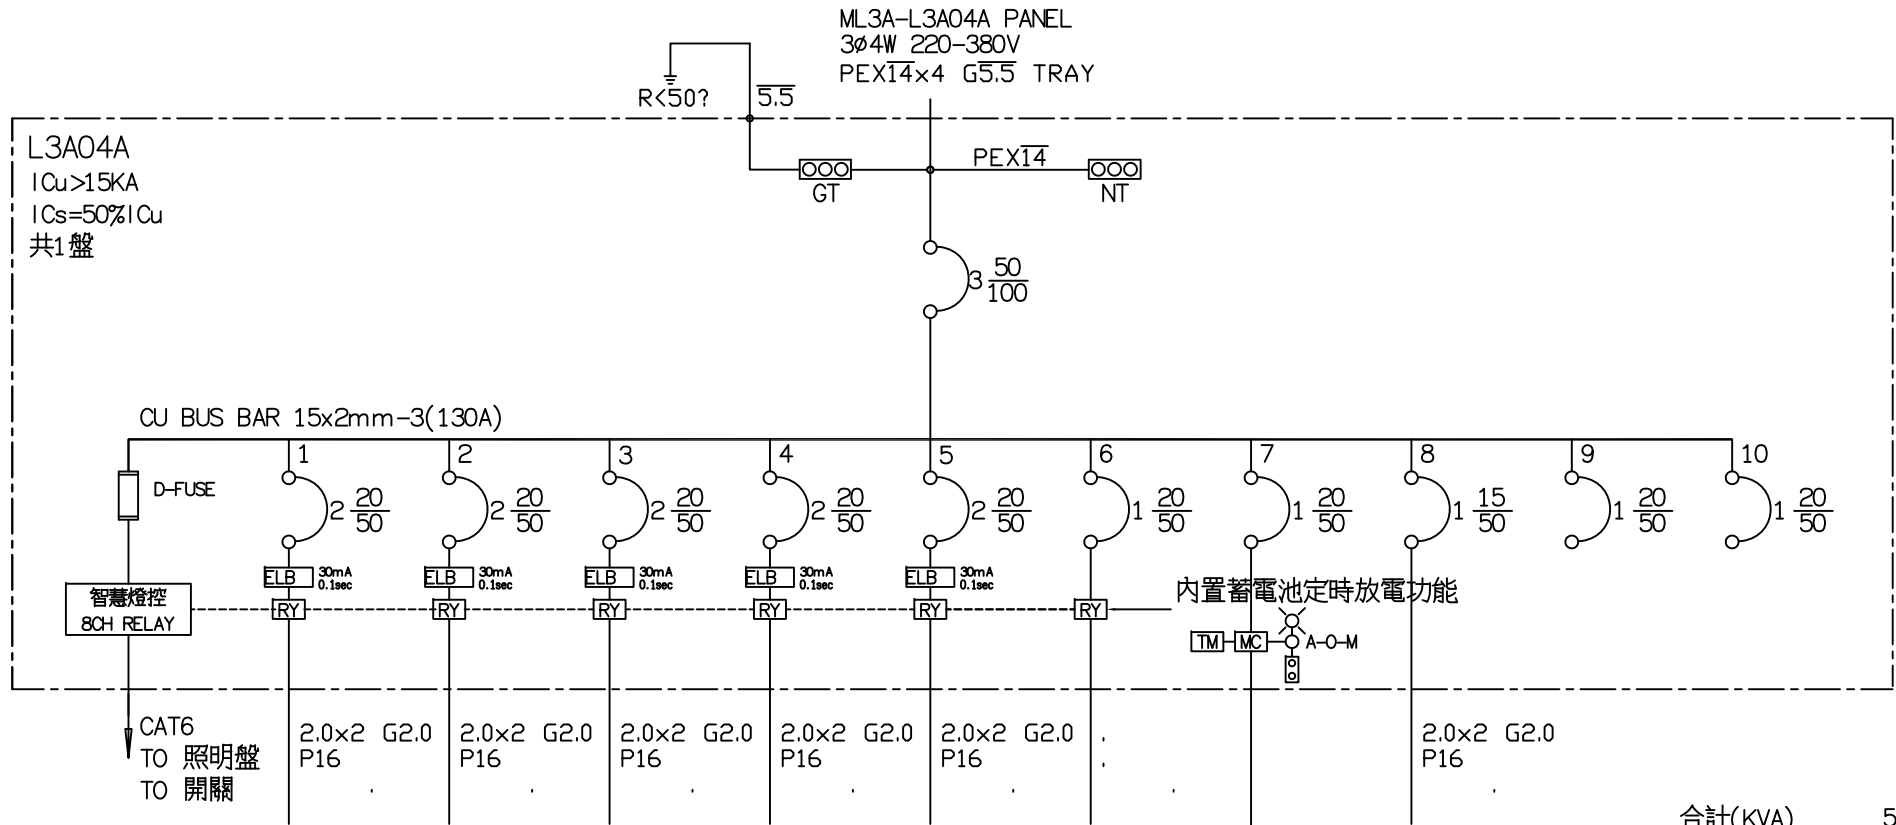 ML3A-L3A04A PANEL
3ø4W 220-380V
PEX14x4 G5.5 TRAY
R<50?
5.5
L3A04A
ICu>15KA
ICs=50%ICu
共1盤
GT
PEX14
NT
3 50/100
CU BUS BAR 15x2mm-3(130A)
1 2 3 4 5 6 7 8 9 10
D-FUSE
2 20/50 2 20/50 2 20/50 2 20/50 2 20/50 1 20/50 1 20/50 1 15/50 1 20/50 1 20/50
ELB 30mA 0.1sec ELB 30mA 0.1sec ELB 30mA 0.1sec ELB 30mA 0.1sec ELB 30mA 0.1sec
內置蓄電池定時放電功能
智慧燈控
8CH RELAY
RY RY RY RY RY RY
TM MC A-O-M
CAT6
TO 照明盤
TO 開關
2.0x2 G2.0 2.0x2 G2.0 2.0x2 G2.0 2.0x2 G2.0 2.0x2 G2.0 2.0x2 G2.0
P16 P16 P16 P16 P16 P16
合計(KVA) 5